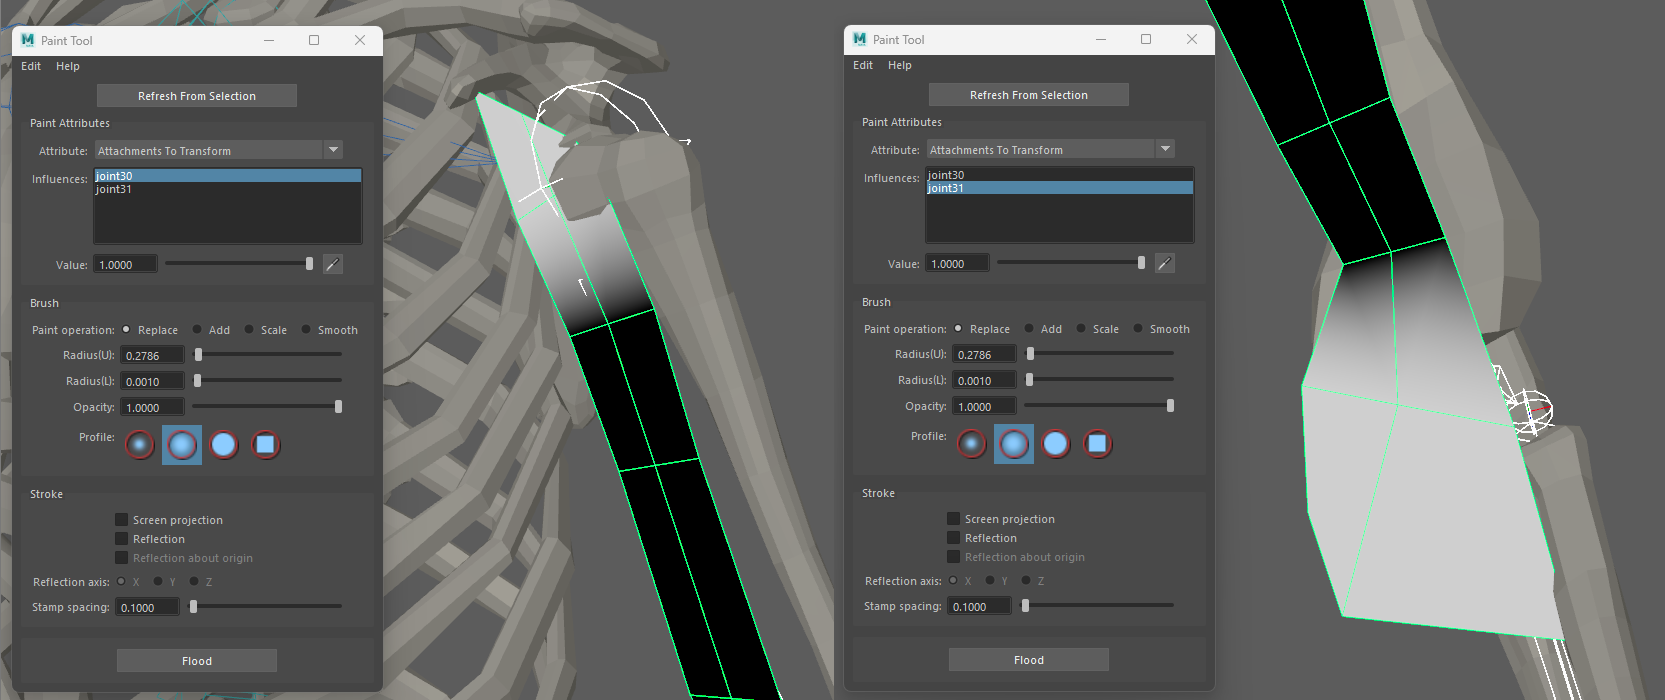 Paint Tool
Edit Help
Refresh From Selection
Paint Attributes
Attribute: Attachments To Transform
Influences: joint30
joint31
Value: 1.0000
Brush
Paint operation: Replace Add Scale Smooth
Radius(U): 0.2786
Radius(L): 0.0010
Opacity: 1.0000
Profile:
Stroke
Screen projection
Reflection
Reflection about origin
Reflection axis: X Y Z
Stamp spacing: 0.1000
Flood
Paint Tool
Edit Help
Refresh From Selection
Paint Attributes
Attribute: Attachments To Transform
Influences: joint30
joint31
Value: 1.0000
Brush
Paint operation: Replace Add Scale Smooth
Radius(U): 0.2786
Radius(L): 0.0010
Opacity: 1.0000
Profile:
Stroke
Screen projection
Reflection
Reflection about origin
Reflection axis: X Y Z
Stamp spacing: 0.1000
Flood